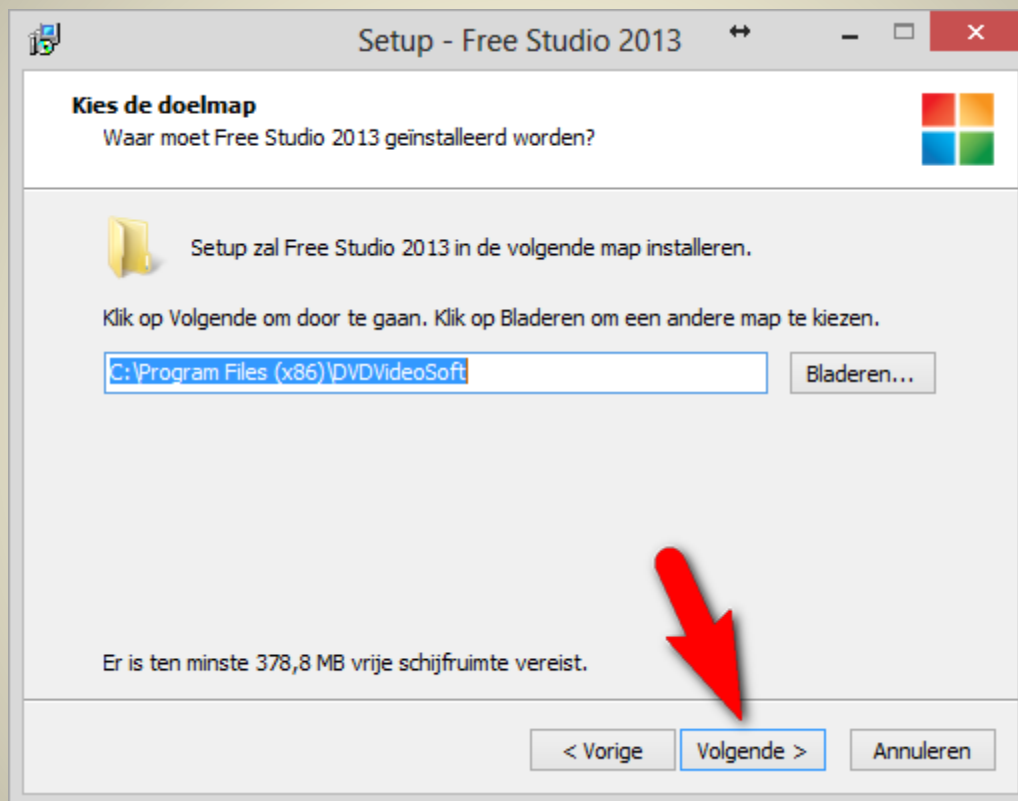 Setup - Free Studio 2013
Kies de doelmap
Waar moet Free Studio 2013 geïnstalleerd worden?
Setup zal Free Studio 2013 in de volgende map installeren.
Klik op Volgende om door te gaan. Klik op Bladeren om een andere map te kiezen.
C:\Program Files (x86)\DVDVideoSoft
Bladeren...
Er is ten minste 378,8 MB vrije schijfruimte vereist.
< Vorige
Volgende >
Annuleren